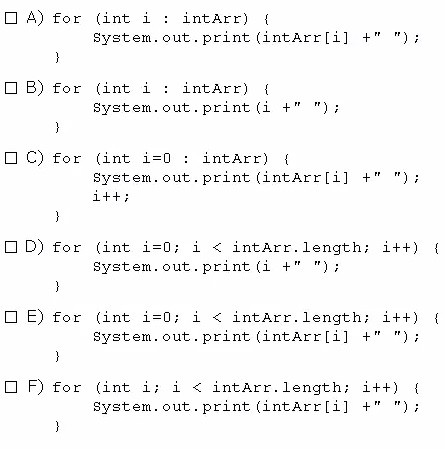 A) for (int i : intArr) {
System.out.print(intArr[i] +" ");
}
B) for (int i : intArr) {
System.out.print(i +" ");
}
C) for (int i=0 : intArr) {
System.out.print(intArr[i] +" ");
i++;
}
D) for (int i=0; i < intArr.length; i++) {
System.out.print(i +" ");
}
E) for (int i=0; i < intArr.length; i++) {
System.out.print(intArr[i] +" ");
}
F) for (int i; i < intArr.length; i++) {
System.out.print(intArr[i] +" ");
}